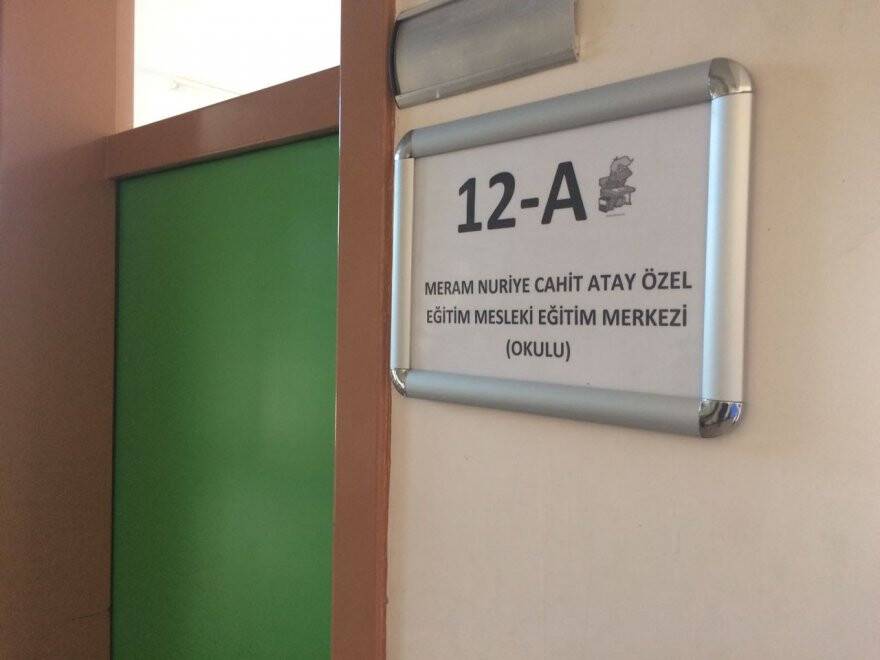 12-A
MERAM NURİYE CAHİT ATAY ÖZEL
EĞİTİM MESLEKİ EĞİTİM MERKEZİ
(OKULU)